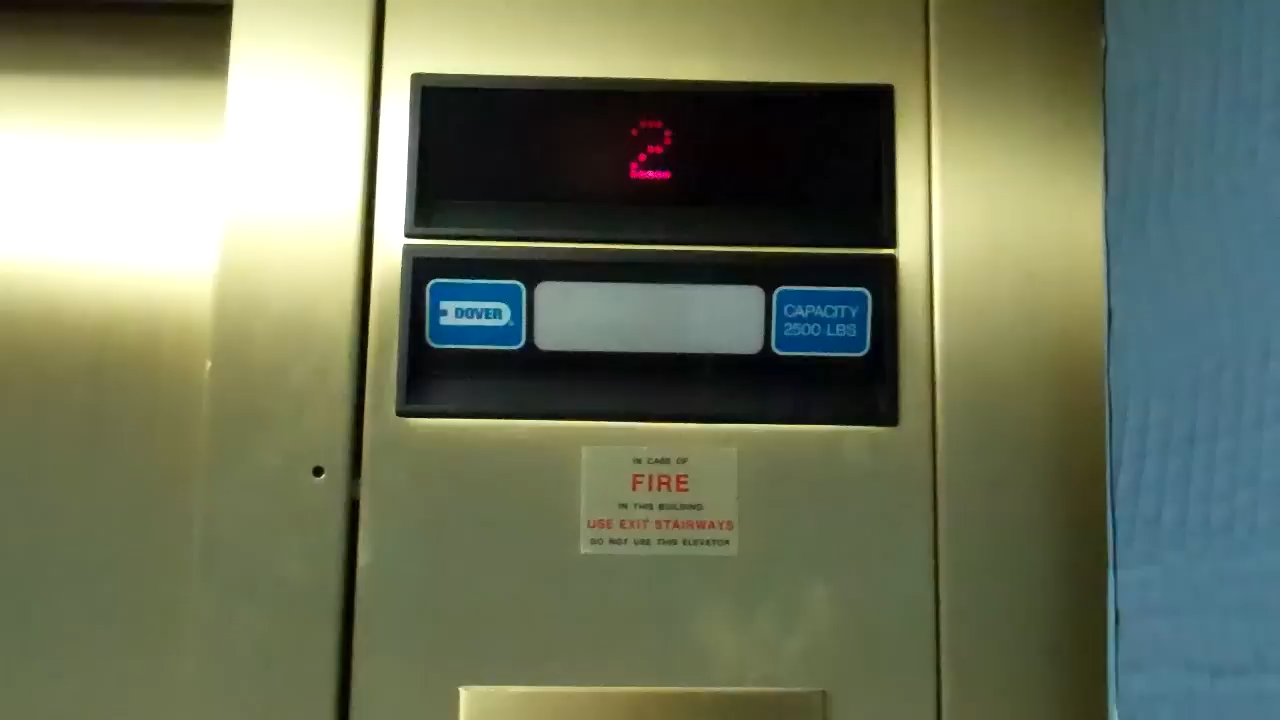 2
DOVER
CAPACITY
2500 LBS
IN CASE OF
FIRE
IN THIS BUILDING
USE EXIT STAIRWAYS
DO NOT USE THIS ELEVATOR